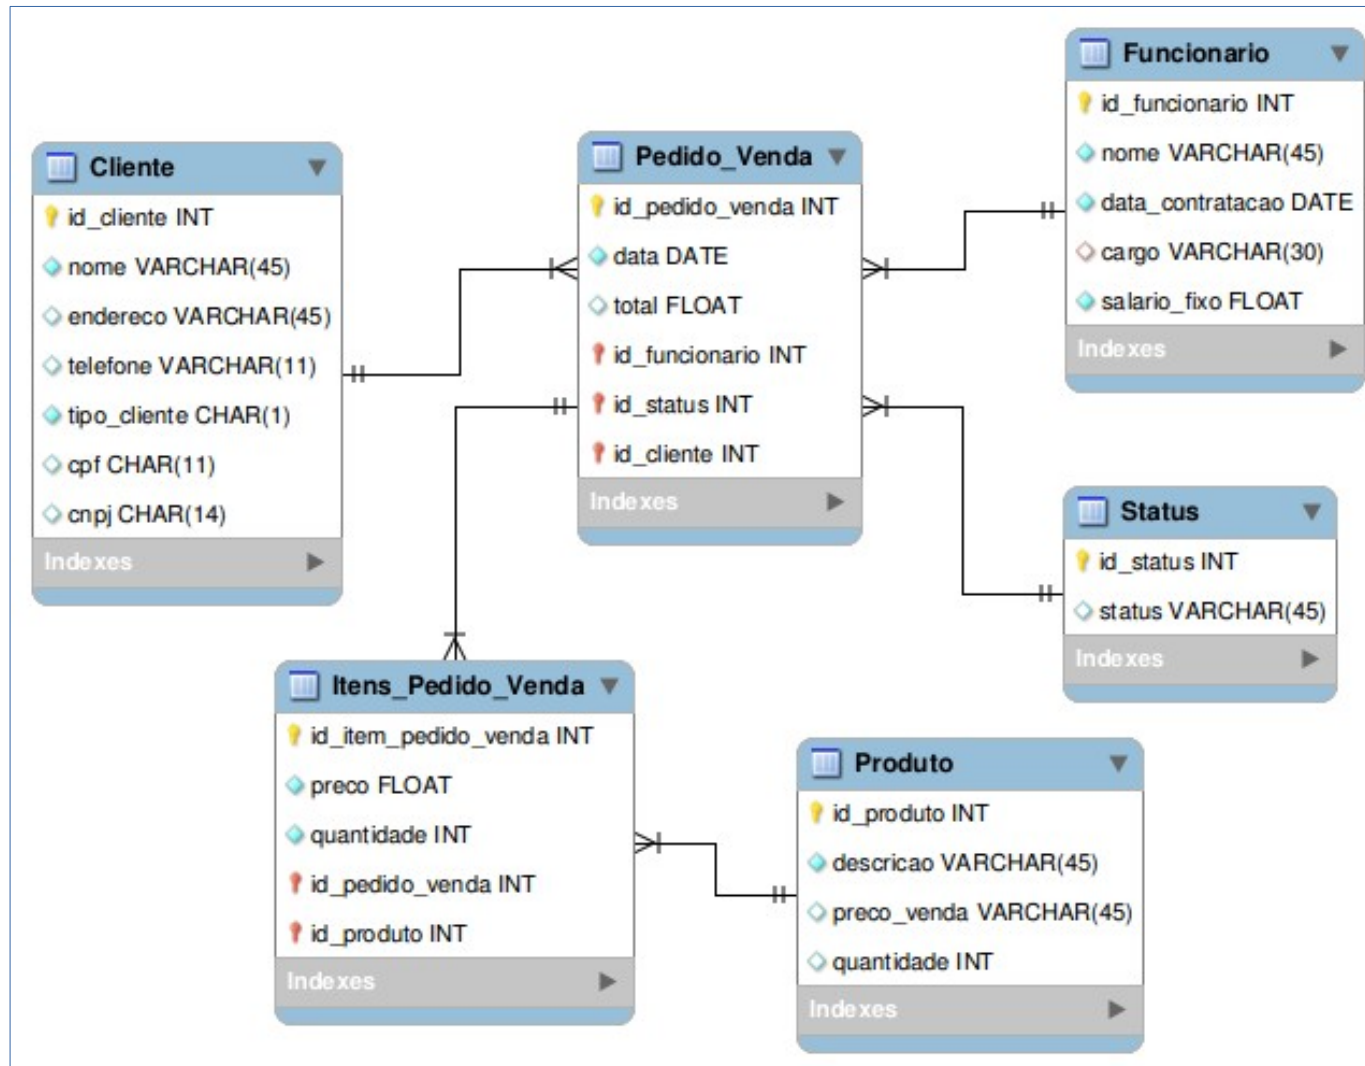 Cliente
id_cliente INT
nome VARCHAR(45)
endereco VARCHAR(45)
telefone VARCHAR(11)
tipo_cliente CHAR(1)
cpf CHAR(11)
cnpj CHAR(14)
Indexes
Pedido_Venda
id_pedido_venda INT
data DATE
total FLOAT
id_funcionario INT
id_status INT
id_cliente INT
Indexes
Funcionario
id_funcionario INT
nome VARCHAR(45)
data_contratacao DATE
cargo VARCHAR(30)
salario_fixo FLOAT
Indexes
Status
id_status INT
status VARCHAR(45)
Indexes
Itens_Pedido_Venda
id_item_pedido_venda INT
preco FLOAT
quantidade INT
id_pedido_venda INT
id_produto INT
Indexes
Produto
id_produto INT
descricao VARCHAR(45)
preco_venda VARCHAR(45)
quantidade INT
Indexes